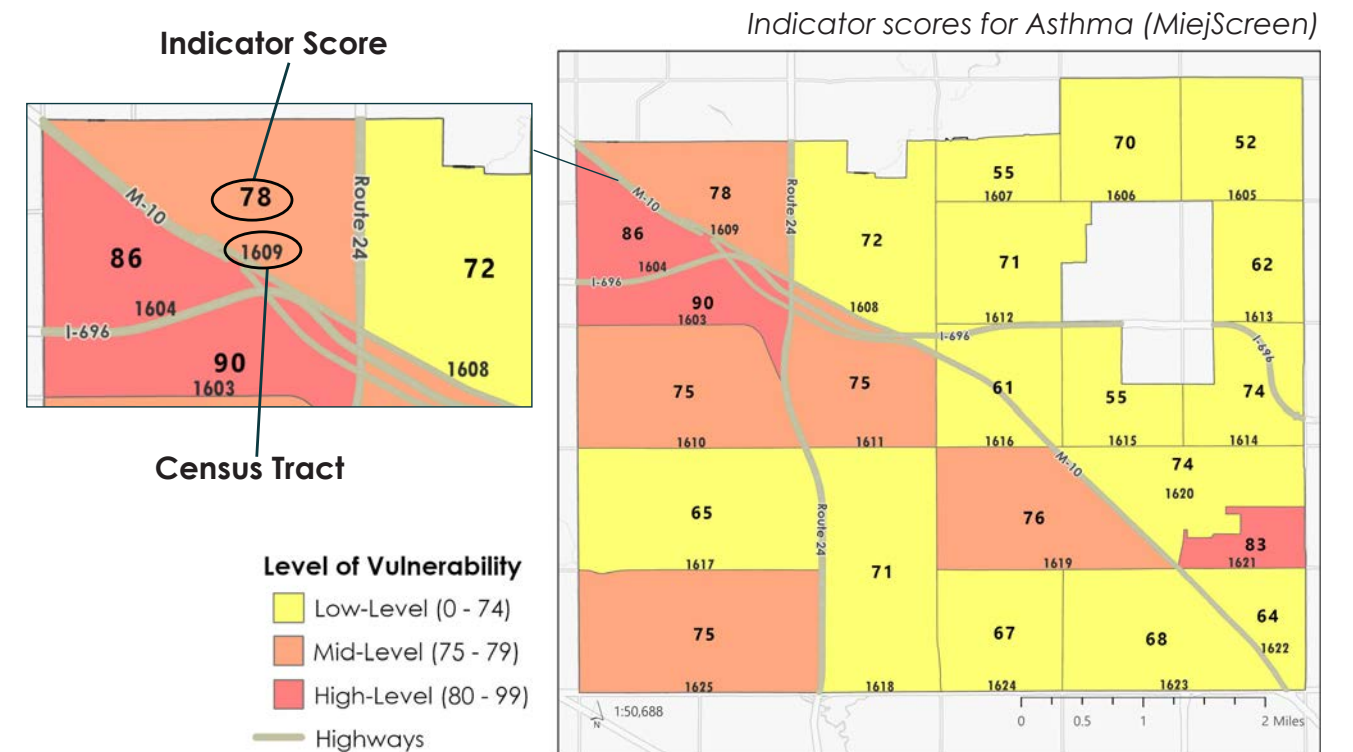 Indicator scores for Asthma (MiejScreen)
Indicator Score
78
M-10
Route 24
1609
86
72
1604
I-696
90
1608
1603
Census Tract
Level of Vulnerability
Low-Level (0 - 74)
Mid-Level (75 - 79)
High-Level (80 - 99)
Highways
70
52
55
1607
1606
1605
78
M-10
Route 24
86
1609
72
71
62
1604
I-696
90
1603
1608
1612
1613
I-696
I-696
75
75
61
55
74
1610
1611
1616
1615
1614
M-10
74
1620
65
Route 24
76
83
1617
1619
1621
71
75
67
68
64
1622
1625
1618
1624
1623
N
1:50,688
0 0.5 1 2 Miles